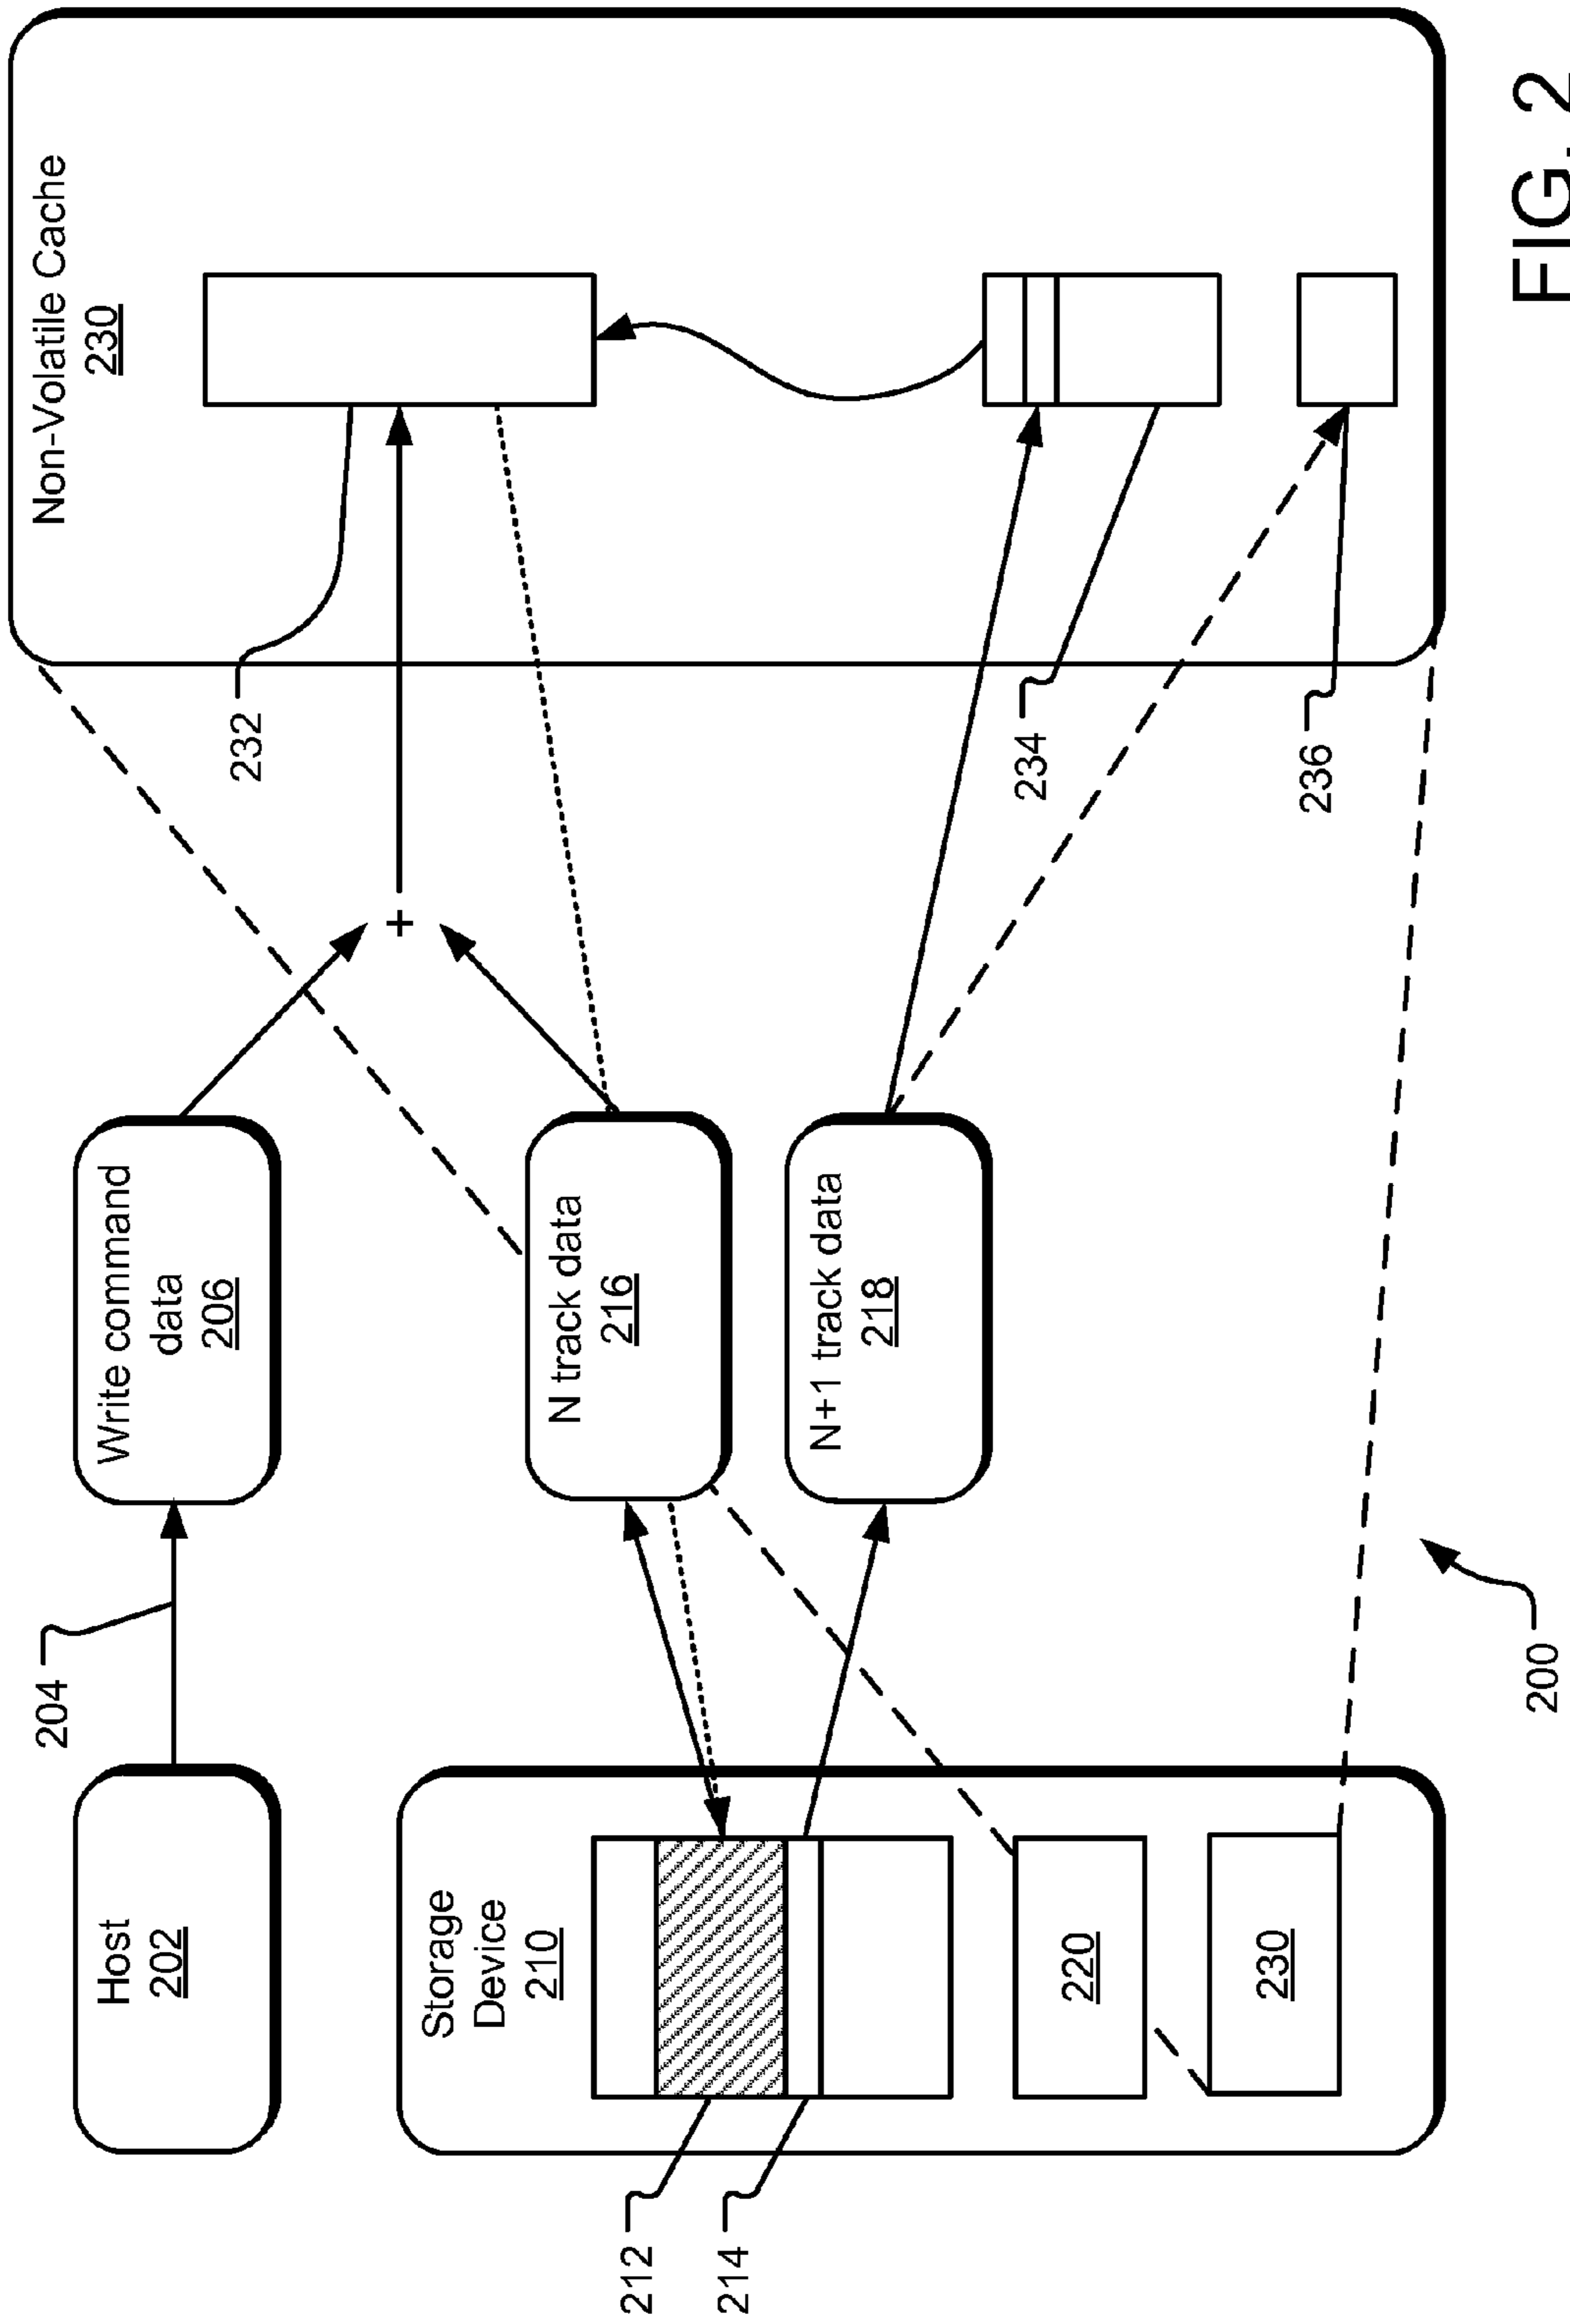 Host
202
204
Write command
data
206
+
Non-Volatile Cache
230
232
Storage
Device
210
212
214
N track data
216
N+1 track data
218
220
230
234
236
200
FIG. 2